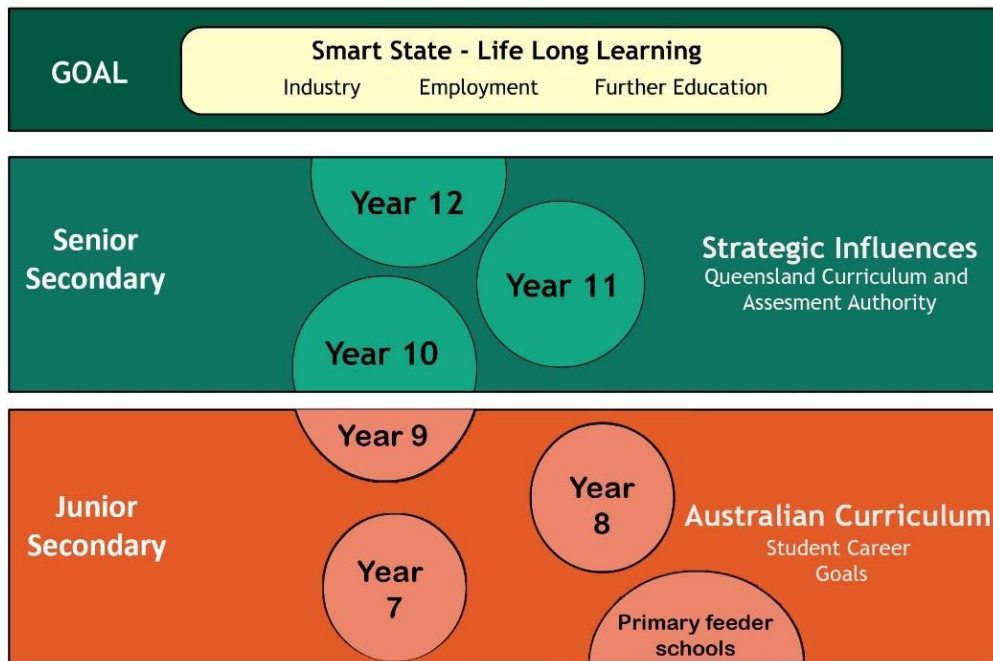 GOAL
Smart State - Life Long Learning
Industry Employment Further Education
Senior
Secondary
Year 12
Year 11
Year 10
Strategic Influences
Queensland Curriculum and
Assesment Authority
Junior
Secondary
Year 9
Year
8
Year
7
Australian Curriculum
Student Career
Goals
Primary feeder
schools